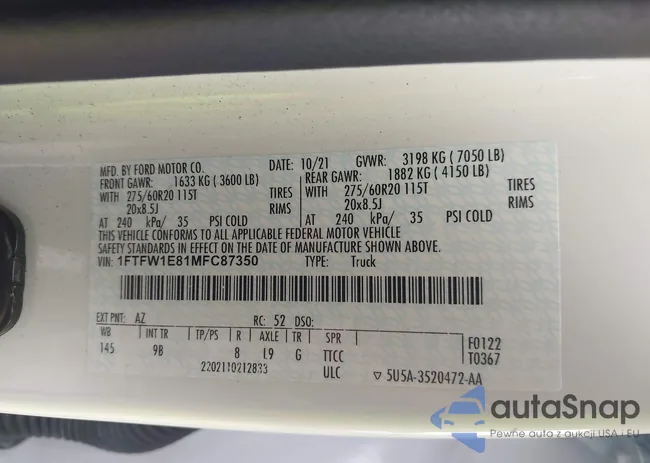 MFD. BY FORD MOTOR CO. 10/21 GVWR: 3198 KG ( 7050 LB)
FRONT GAWR: 1633 KG ( 3600 LB) REAR GAWR: 1882 KG ( 4150 LB)
WITH 275/60R20 115T TIRES WITH 275/60R20 115T TIRES
20x8.5J RIMS 20x8.5J RIMS
AT 240 kPa/ 35 PSI COLD AT 240 kPa/ 35 PSI COLD
THIS VEHICLE CONFORMS TO ALL APPLICABLE FEDERAL MOTOR VEHICLE
SAFETY STANDARDS IN EFFECT ON THE DATE OF MANUFACTURE SHOWN ABOVE.
VIN: 1FTFW1E81MFC87350 TYPE: Truck
EXT PNT: AZ RC: 52 DSO:
WB INT TR TP/PS R AXLE TR SPR F0122
145 9B 8 L9 G TTCC T0367
2202110212833 ULC ▽ 5U5A-3520472-AA
autoSnap
Pewne auta z aukcji USA i EU